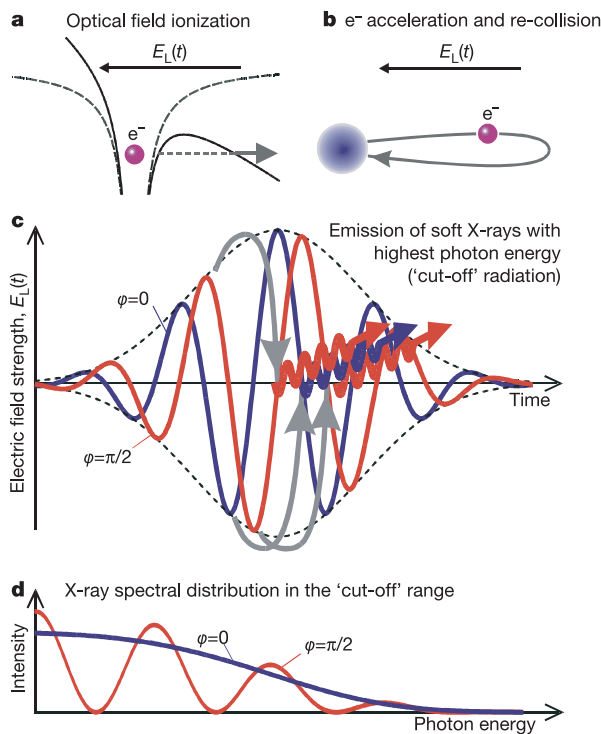 a Optical field ionization
E_L(t)
e⁻
b e⁻ acceleration and re-collision
E_L(t)
e⁻
c
Emission of soft X-rays with
highest photon energy
('cut-off' radiation)
φ=0
φ=π/2
Electric field strength, E_L(t)
Time
d X-ray spectral distribution in the 'cut-off' range
φ=0
φ=π/2
Intensity
Photon energy